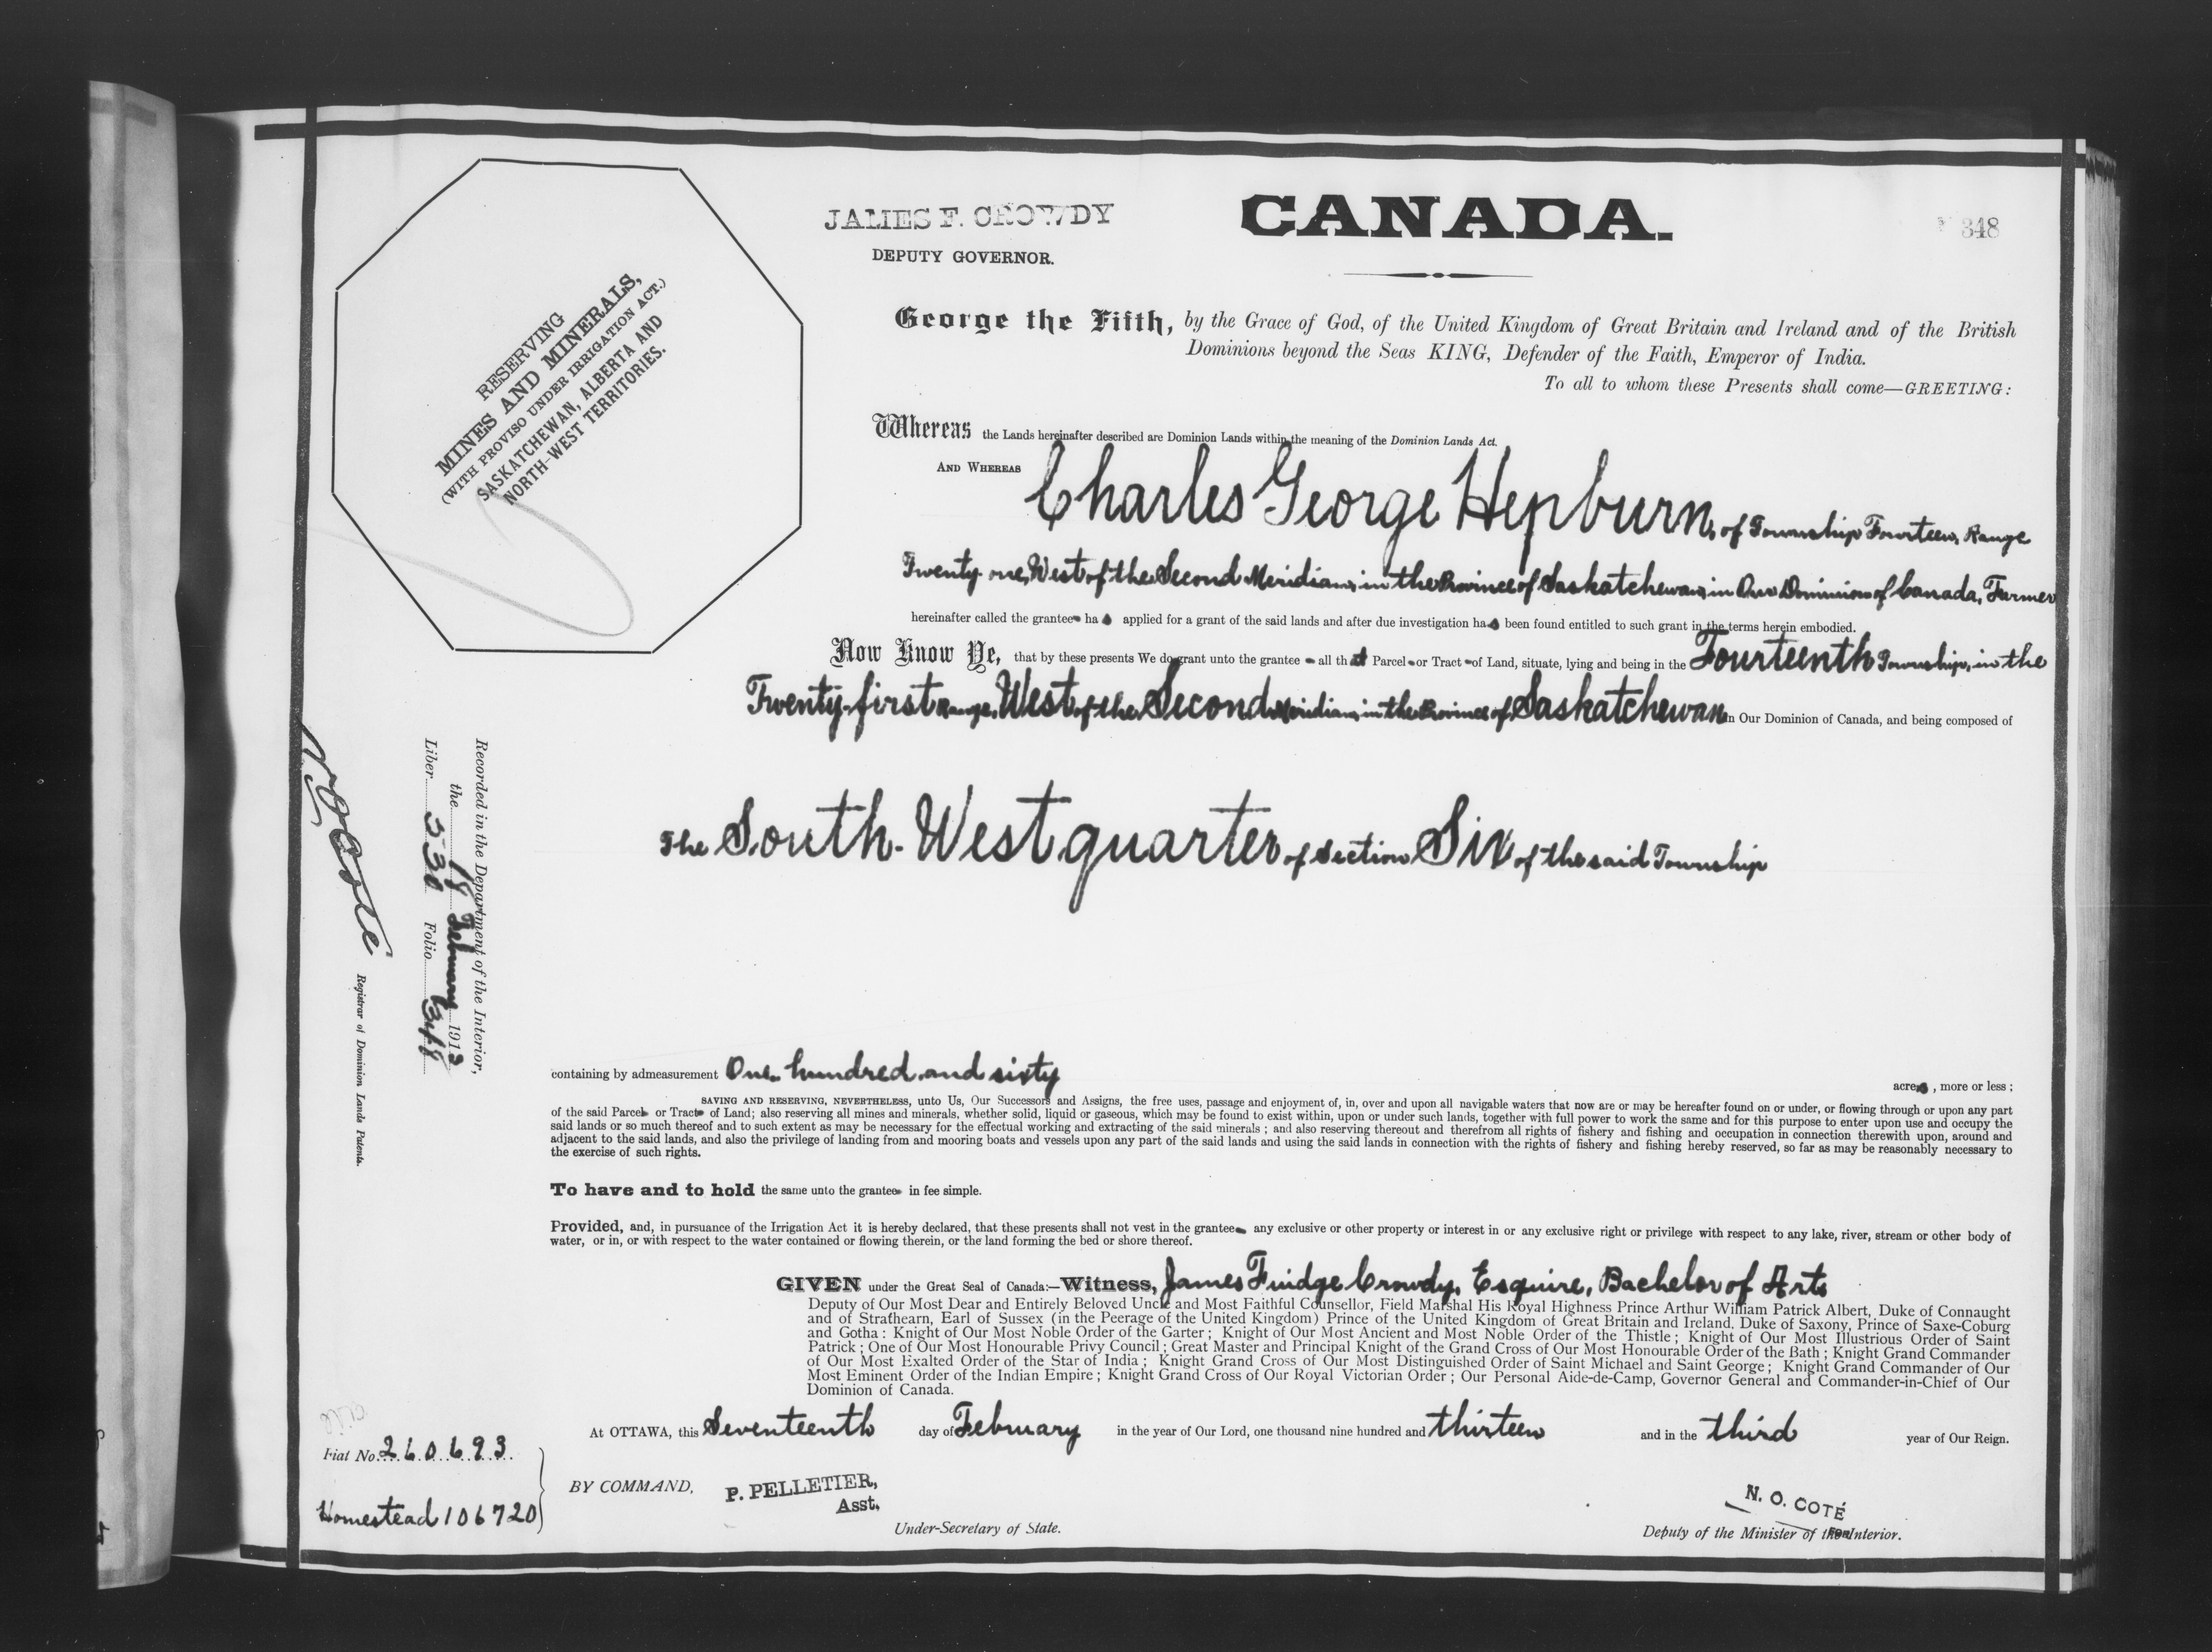 JAMES F. CROWDY
DEPUTY GOVERNOR.
CANADA.
348
RESERVING
MINES AND MINERALS,
(WITH PROVISO UNDER IRRIGATION ACT.)
SASKATCHEWAN, ALBERTA AND
NORTH-WEST TERRITORIES.
George the Fifth, by the Grace of God, of the United Kingdom of Great Britain and Ireland and of the British
Dominions beyond the Seas KING, Defender of the Faith, Emperor of India.
To all to whom these Presents shall come—GREETING:
Whereas the Lands hereinafter described are Dominion Lands within the meaning of the Dominion Lands Act.
AND WHEREAS Charles George Hepburn, of Township Fourteen, Range
Twenty-one, West of the Second Meridian, in the Province of Saskatchewan, in Our Dominion of Canada, Farmer
hereinafter called the grantee has applied for a grant of the said lands and after due investigation has been found entitled to such grant in the terms herein embodied.
Now Know Ye, that by these presents We do grant unto the grantee all that Parcel or Tract of Land, situate, lying and being in the Fourteenth Township, in the
Twenty-first Range, West of the Second Meridian, in the Province of Saskatchewan in Our Dominion of Canada, and being composed of
The South-West quarter of Section Six of the said Township
Recorded in the Department of the Interior,
the 18 February 1913
Liber 530 Folio 348
N O Coté
Registrar of Dominion Lands Patents.
containing by admeasurement One hundred and sixty acres, more or less;
SAVING AND RESERVING, NEVERTHELESS, unto Us, Our Successors and Assigns, the free uses, passage and enjoyment of, in, over and upon all navigable waters that now are or may be hereafter found on or under, or flowing through or upon any part
of the said Parcel or Tract of Land; also reserving all mines and minerals, whether solid, liquid or gaseous, which may be found to exist within, upon or under such lands, together with full power to work the same and for this purpose to enter upon use and occupy the
said lands or so much thereof and to such extent as may be necessary for the effectual working and extracting of the said minerals; and also reserving thereout and therefrom all rights of fishery and fishing and occupation in connection therewith upon, around and
adjacent to the said lands, and also the privilege of landing from and mooring boats and vessels upon any part of the said lands and using the said lands in connection with the rights of fishery and fishing hereby reserved, so far as may be reasonably necessary to
the exercise of such rights.
To have and to hold the same unto the grantee in fee simple.
Provided, and, in pursuance of the Irrigation Act it is hereby declared, that these presents shall not vest in the grantee any exclusive or other property or interest in or any exclusive right or privilege with respect to any lake, river, stream or other body of
water, or in, or with respect to the water contained or flowing therein, or the land forming the bed or shore thereof.
GIVEN under the Great Seal of Canada:—Witness, James Fuidge Crowdy, Esquire, Bachelor of Arts
Deputy of Our Most Dear and Entirely Beloved Uncle and Most Faithful Counsellor, Field Marshal His Royal Highness Prince Arthur William Patrick Albert, Duke of Connaught
and of Strathearn, Earl of Sussex (in the Peerage of the United Kingdom) Prince of the United Kingdom of Great Britain and Ireland, Duke of Saxony, Prince of Saxe-Coburg
and Gotha: Knight of Our Most Noble Order of the Garter; Knight of Our Most Ancient and Most Noble Order of the Thistle; Knight of Our Most Illustrious Order of Saint
Patrick; One of Our Most Honourable Privy Council; Great Master and Principal Knight of the Grand Cross of Our Most Honourable Order of the Bath; Knight Grand Commander
of Our Most Exalted Order of the Star of India; Knight Grand Cross of Our Most Distinguished Order of Saint Michael and Saint George; Knight Grand Commander of Our
Most Eminent Order of the Indian Empire; Knight Grand Cross of Our Royal Victorian Order; Our Personal Aide-de-Camp, Governor General and Commander-in-Chief of Our
Dominion of Canada.
At OTTAWA, this Seventeenth day of February in the year of Our Lord, one thousand nine hundred and thirteen and in the third year of Our Reign.
Fiat No. 260693
Homestead 106720
BY COMMAND,
P. PELLETIER,
Asst.
Under-Secretary of State.
N. O. COTÉ
FOR
Deputy of the Minister of the Interior.